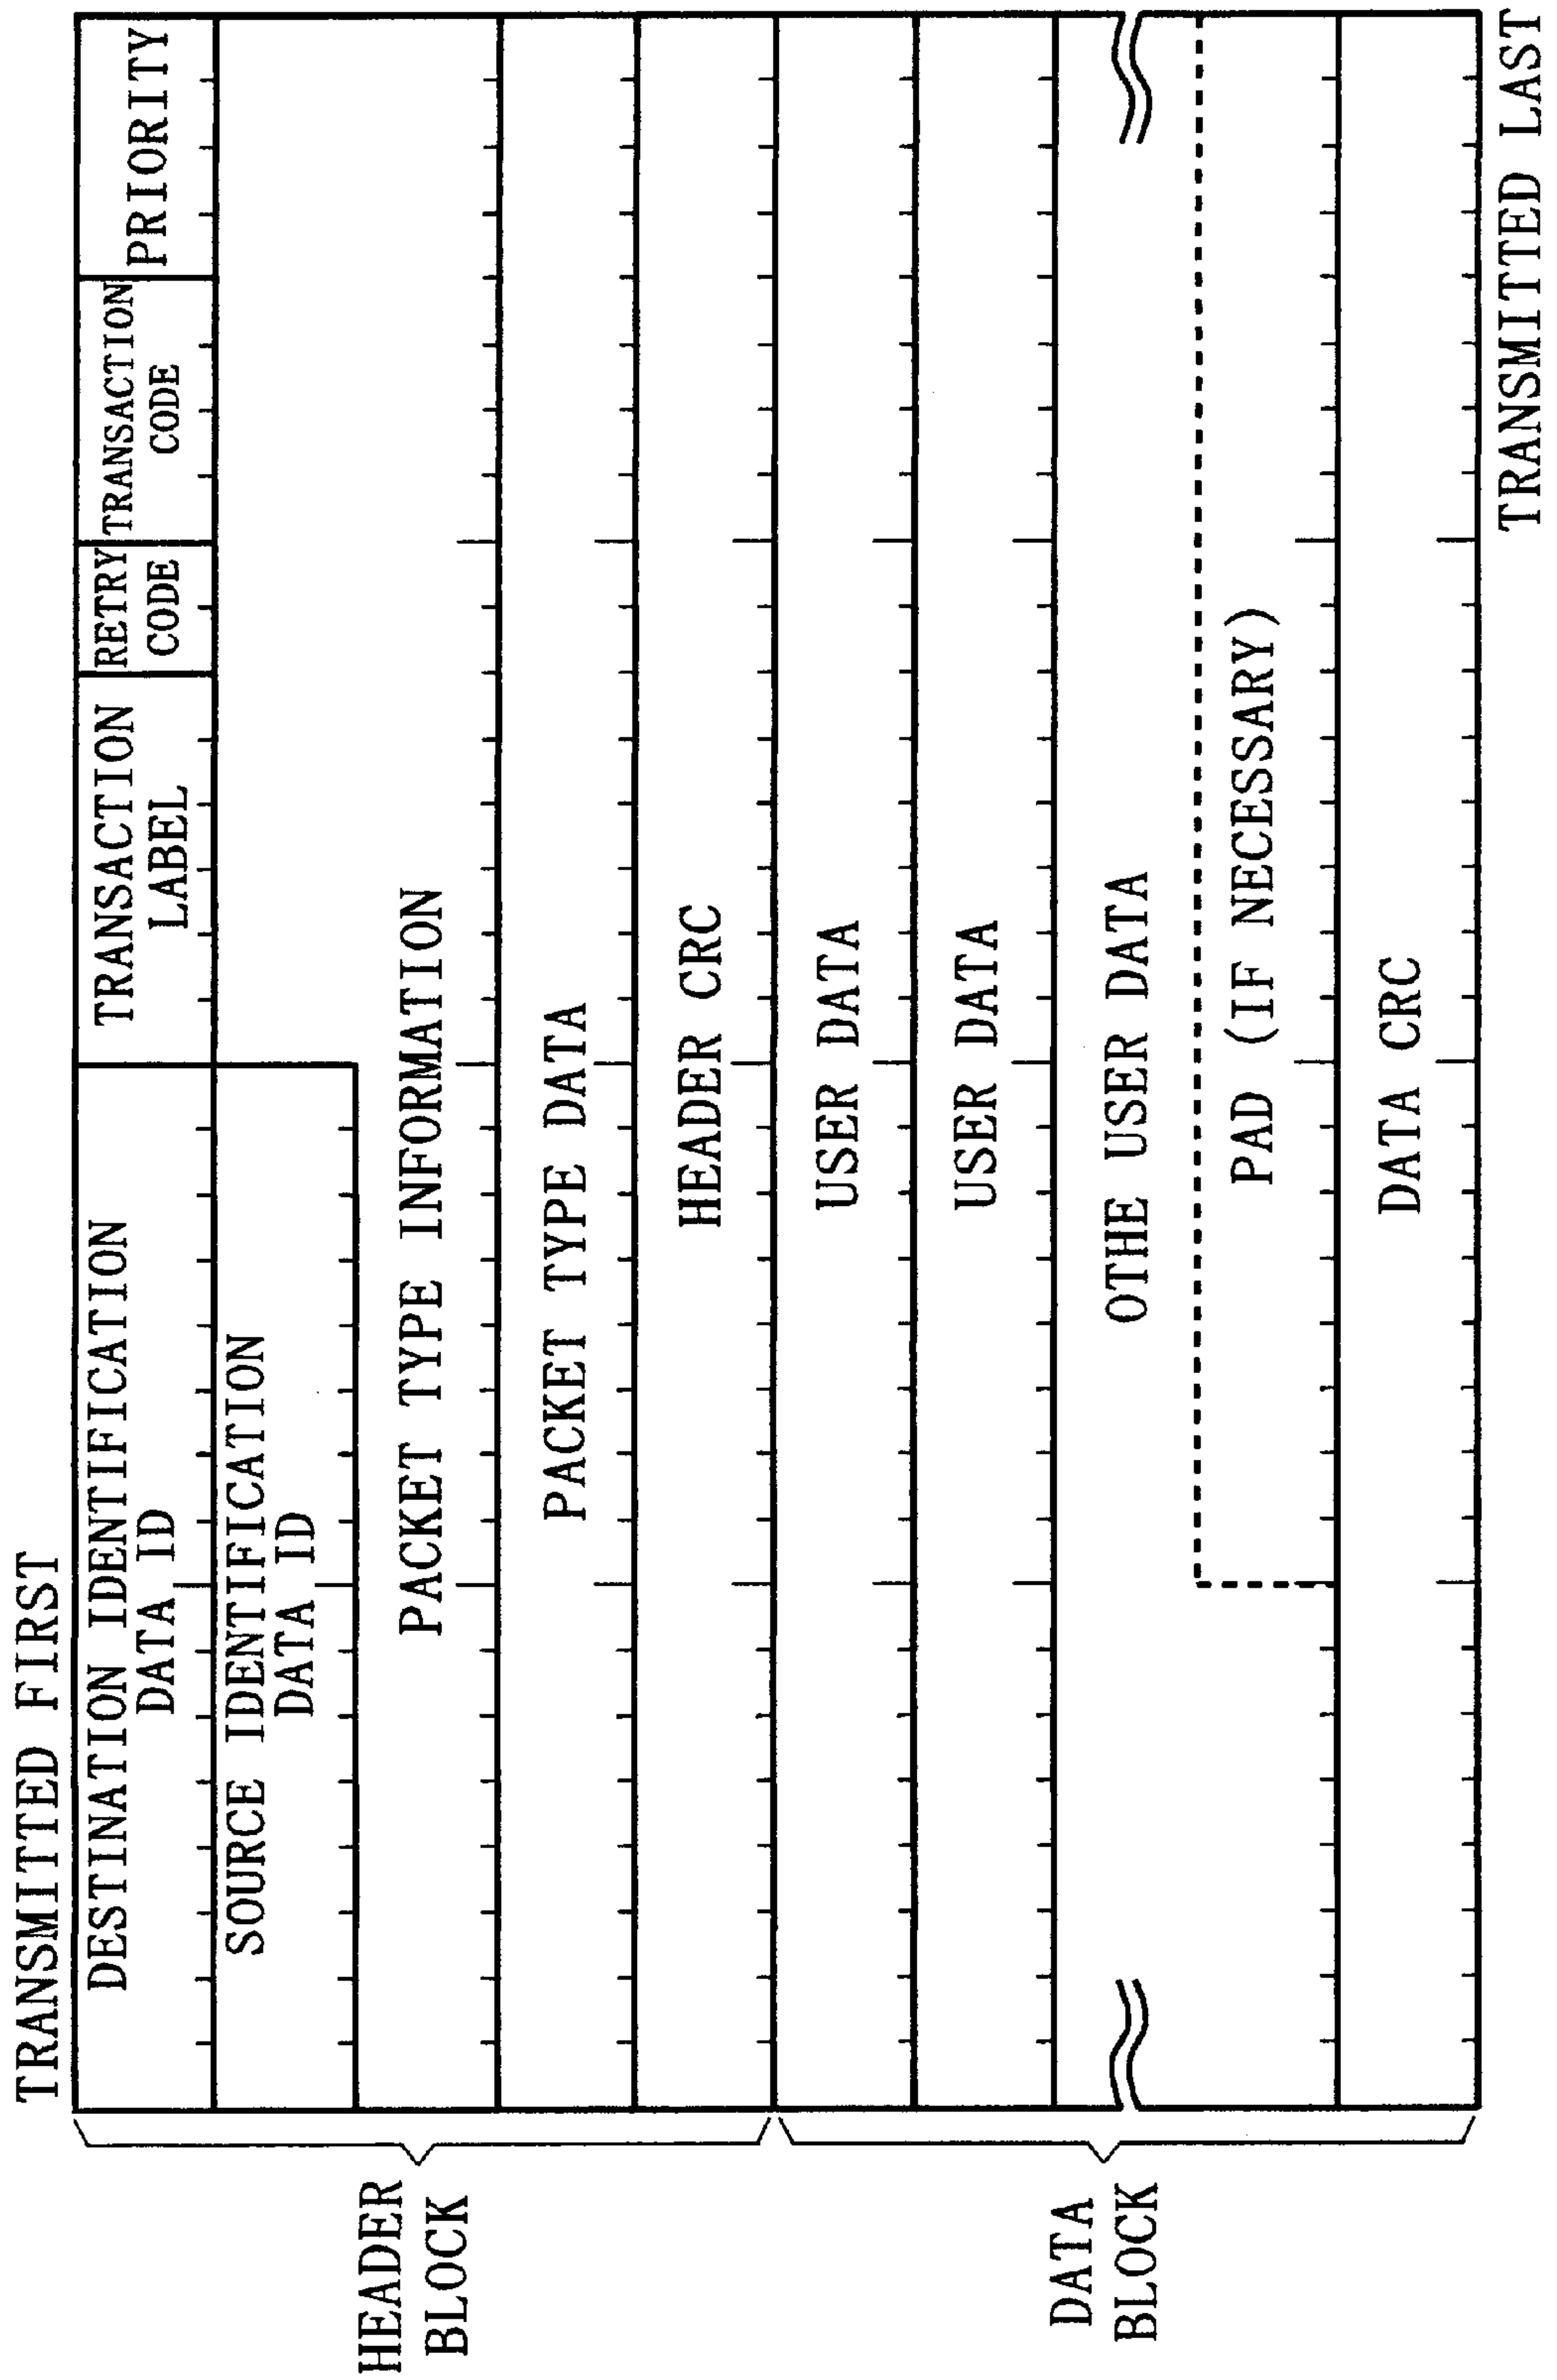 TRANSMITTED FIRST
DESTINATION IDENTIFICATION
DATA ID
TRANSACTION
LABEL
RETRY
CODE
TRANSACTION
CODE
PRIORITY
SOURCE IDENTIFICATION
DATA ID
PACKET TYPE INFORMATION
PACKET TYPE DATA
HEADER CRC
USER DATA
USER DATA
OTHE USER DATA
PAD (IF NECESSARY)
DATA CRC
HEADER
BLOCK
DATA
BLOCK
TRANSMITTED LAST